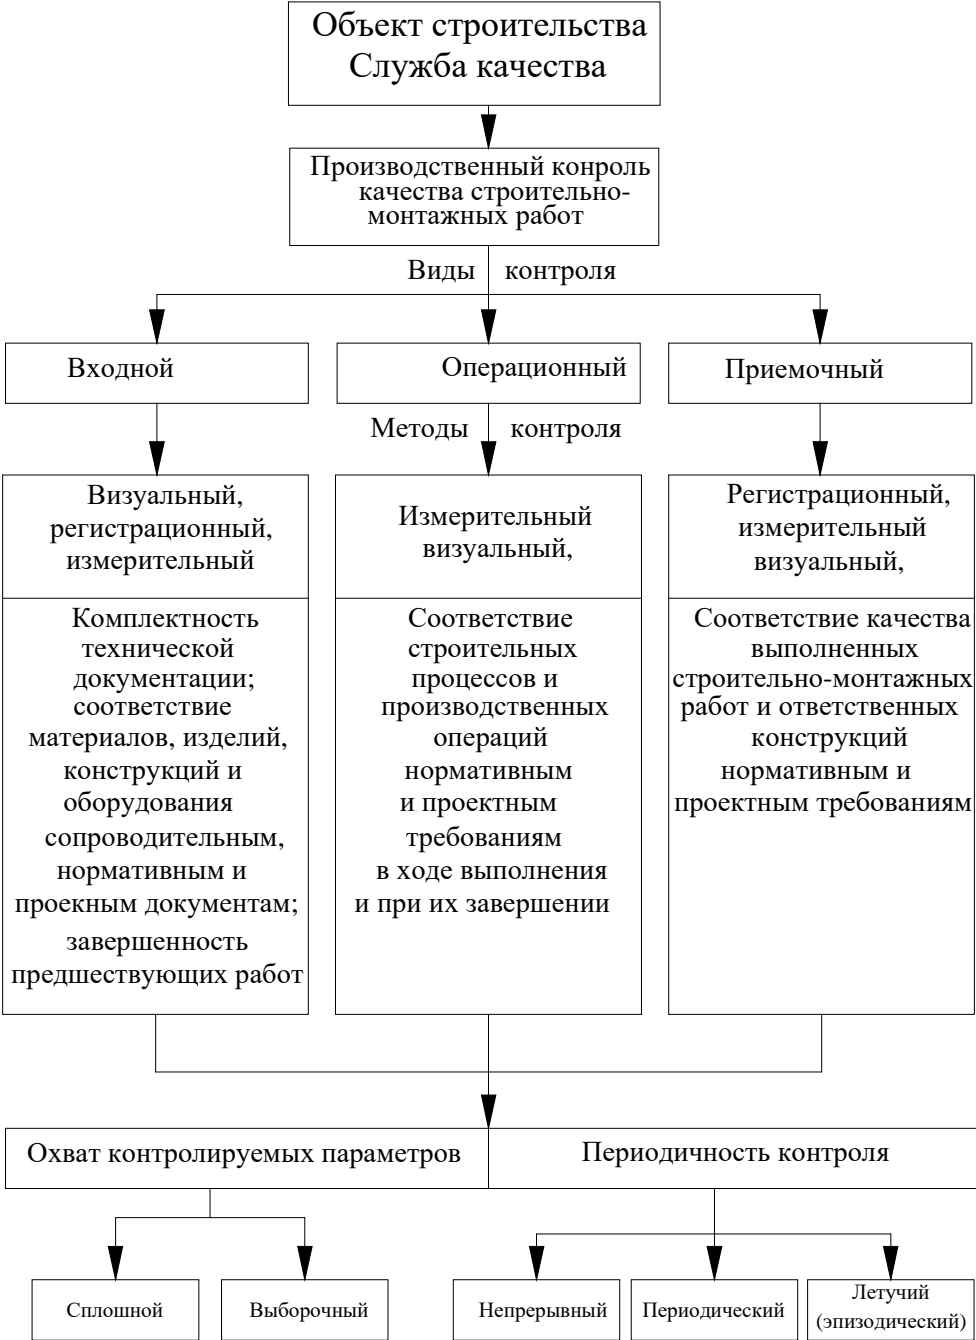 Объект строительства
Служба качества
Производственный конроль
качества строительно-
монтажных работ
Виды контроля
Входной
Операционный
Приемочный
Методы контроля
Визуальный,
регистрационный,
измерительный
Измерительный
визуальный,
Регистрационный,
измерительный
визуальный,
Комплектность
технической
документации;
соответствие
материалов, изделий,
конструкций и
оборудования
сопроводительным,
нормативным и
проекным документам;
завершенность
предшествующих работ
Соответствие
строительных
процессов и
производственных
операций
нормативным
и проектным
требованиям
в ходе выполнения
и при их завершении
Соответствие качества
выполненных
строительно-монтажных
работ и ответственных
конструкций
нормативным и
проектным требованиям
Охват контролируемых параметров
Периодичность контроля
Сплошной
Выборочный
Непрерывный
Периодический
Летучий
(эпизодический)